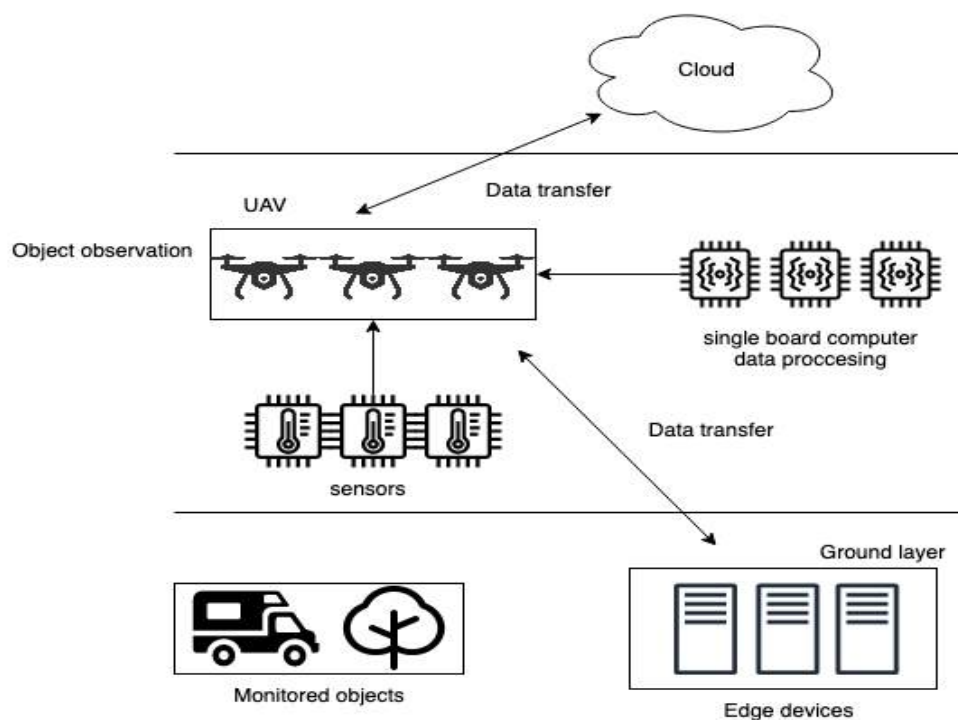 Cloud
Data transfer
UAV
Object observation
single board computer
data proccesing
Data transfer
sensors
Ground layer
Monitored objects
Edge devices